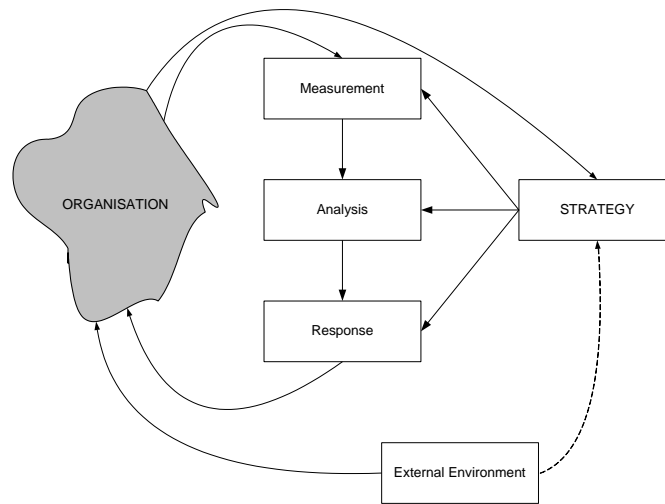 Measurement
ORGANISATION
Analysis
STRATEGY
Response
External Environment